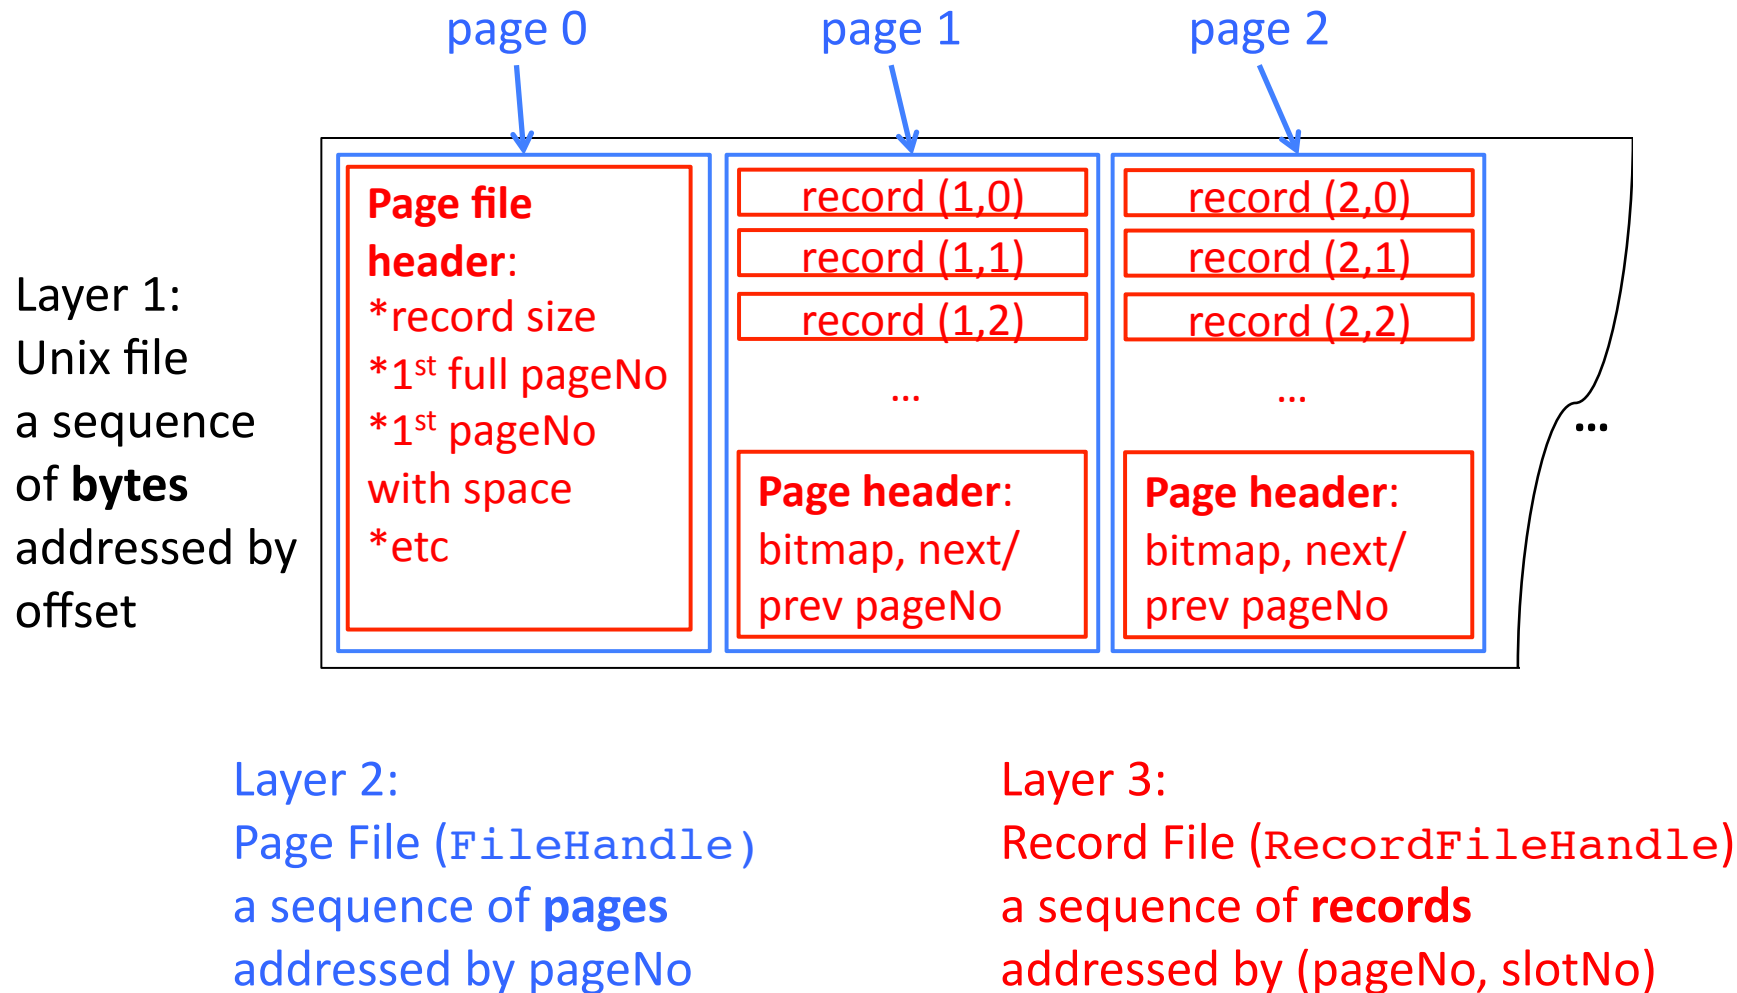 page 0
page 1
page 2
Layer 1:
Unix file
a sequence
of bytes
addressed by
offset
Page file
header:
*record size
*1st full pageNo
*1st pageNo
with space
*etc
record (1,0)
record (1,1)
record (1,2)
...
Page header:
bitmap, next/
prev pageNo
record (2,0)
record (2,1)
record (2,2)
...
Page header:
bitmap, next/
prev pageNo
...
Layer 2:
Page File (FileHandle)
a sequence of pages
addressed by pageNo
Layer 3:
Record File (RecordFileHandle)
a sequence of records
addressed by (pageNo, slotNo)